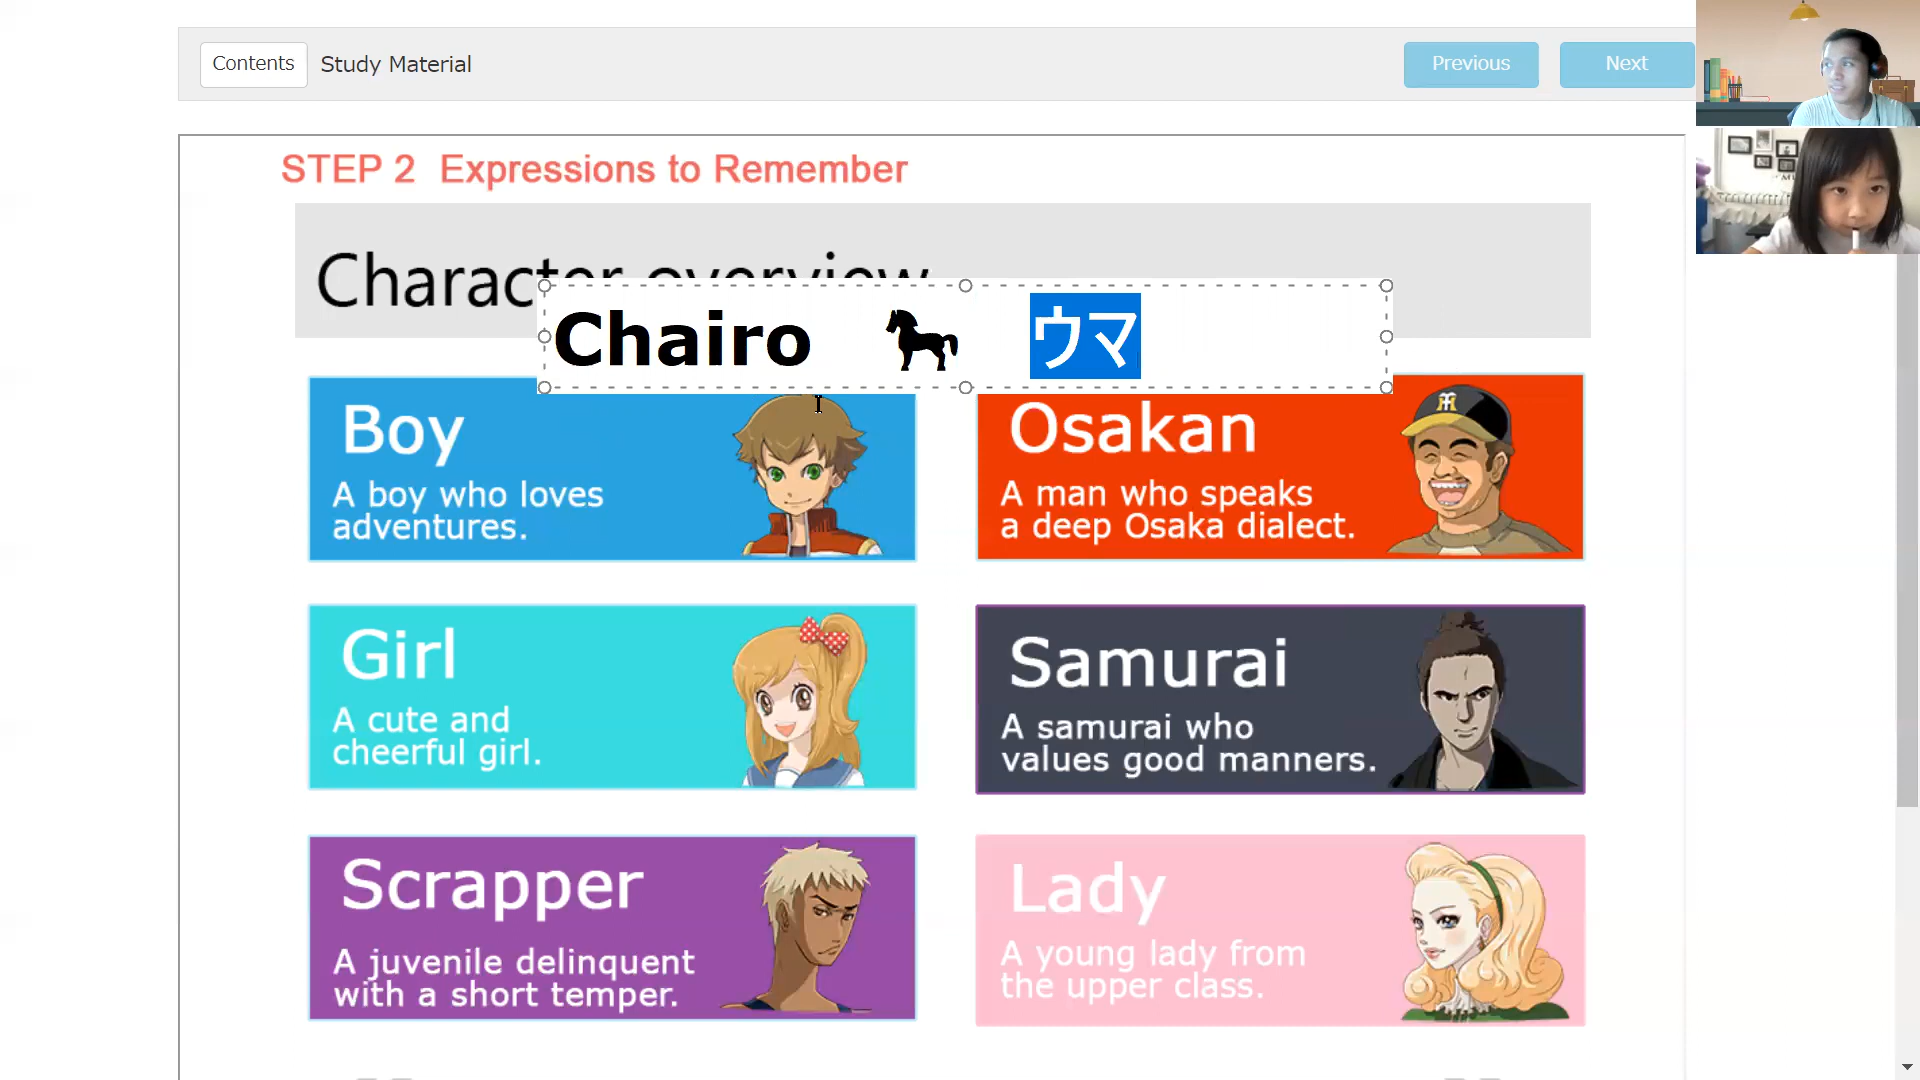 Contents Study Material Previous Next
STEP 2 Expressions to Remember
Character overview
Chairo ウマ
Boy
A boy who loves
adventures.
Osakan
A man who speaks
a deep Osaka dialect.
Girl
A cute and
cheerful girl.
Samurai
A samurai who
values good manners.
Scrapper
A juvenile delinquent
with a short temper.
Lady
A young lady from
the upper class.